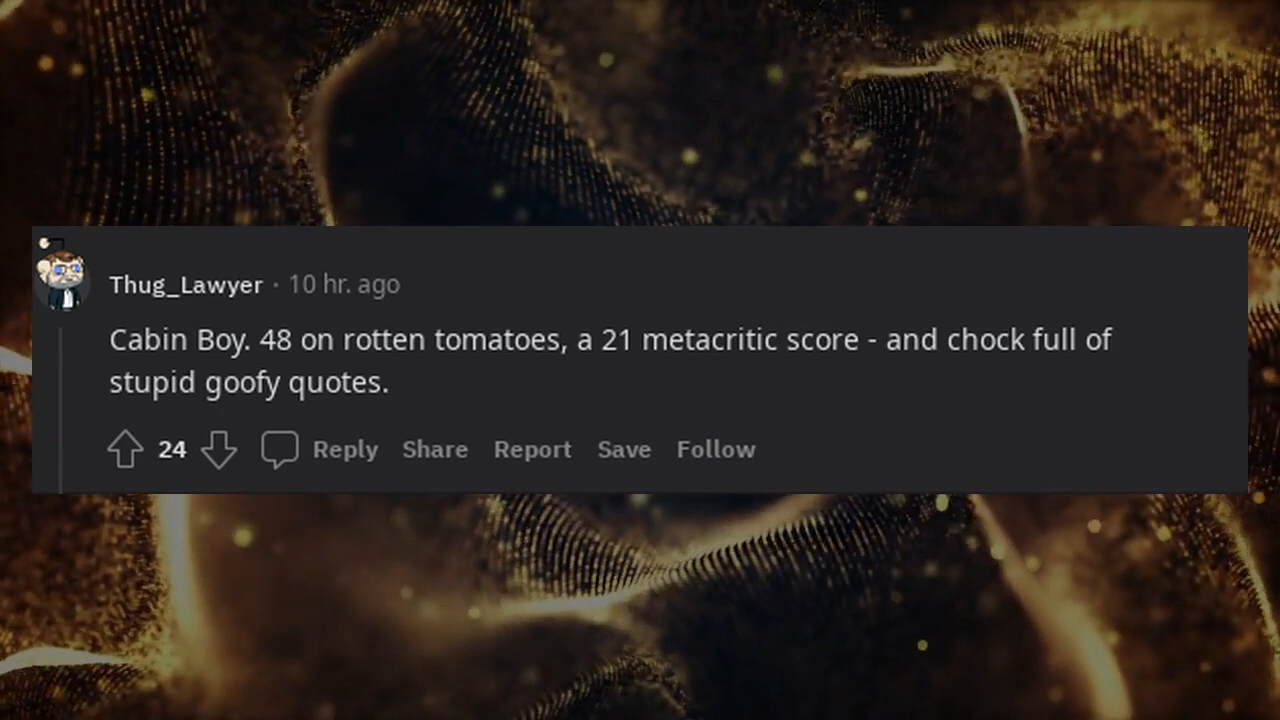 Thug_Lawyer · 10 hr. ago
Cabin Boy. 48 on rotten tomatoes, a 21 metacritic score - and chock full of
stupid goofy quotes.
24 Reply Share Report Save Follow